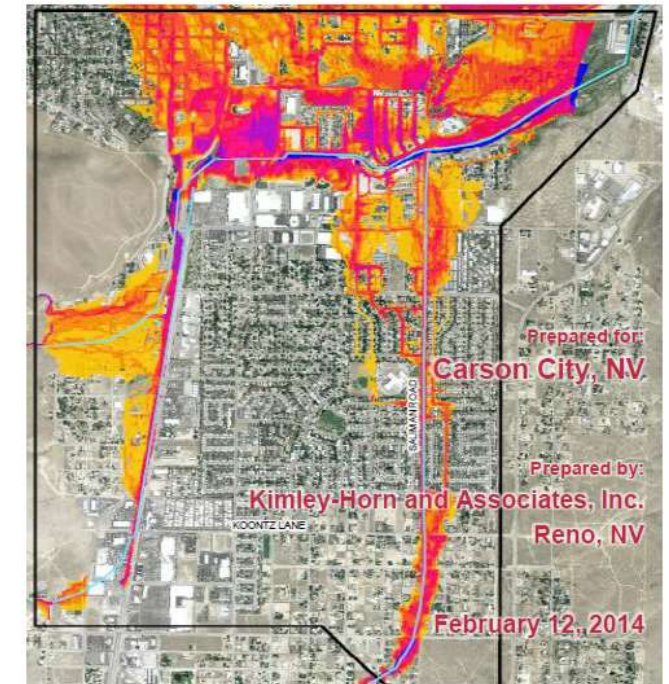 Prepared for:
Carson City, NV
SALIMAN ROAD
Prepared by:
Kimley-Horn and Associates, Inc.
KOONTZ LANE
Reno, NV
February 12, 2014